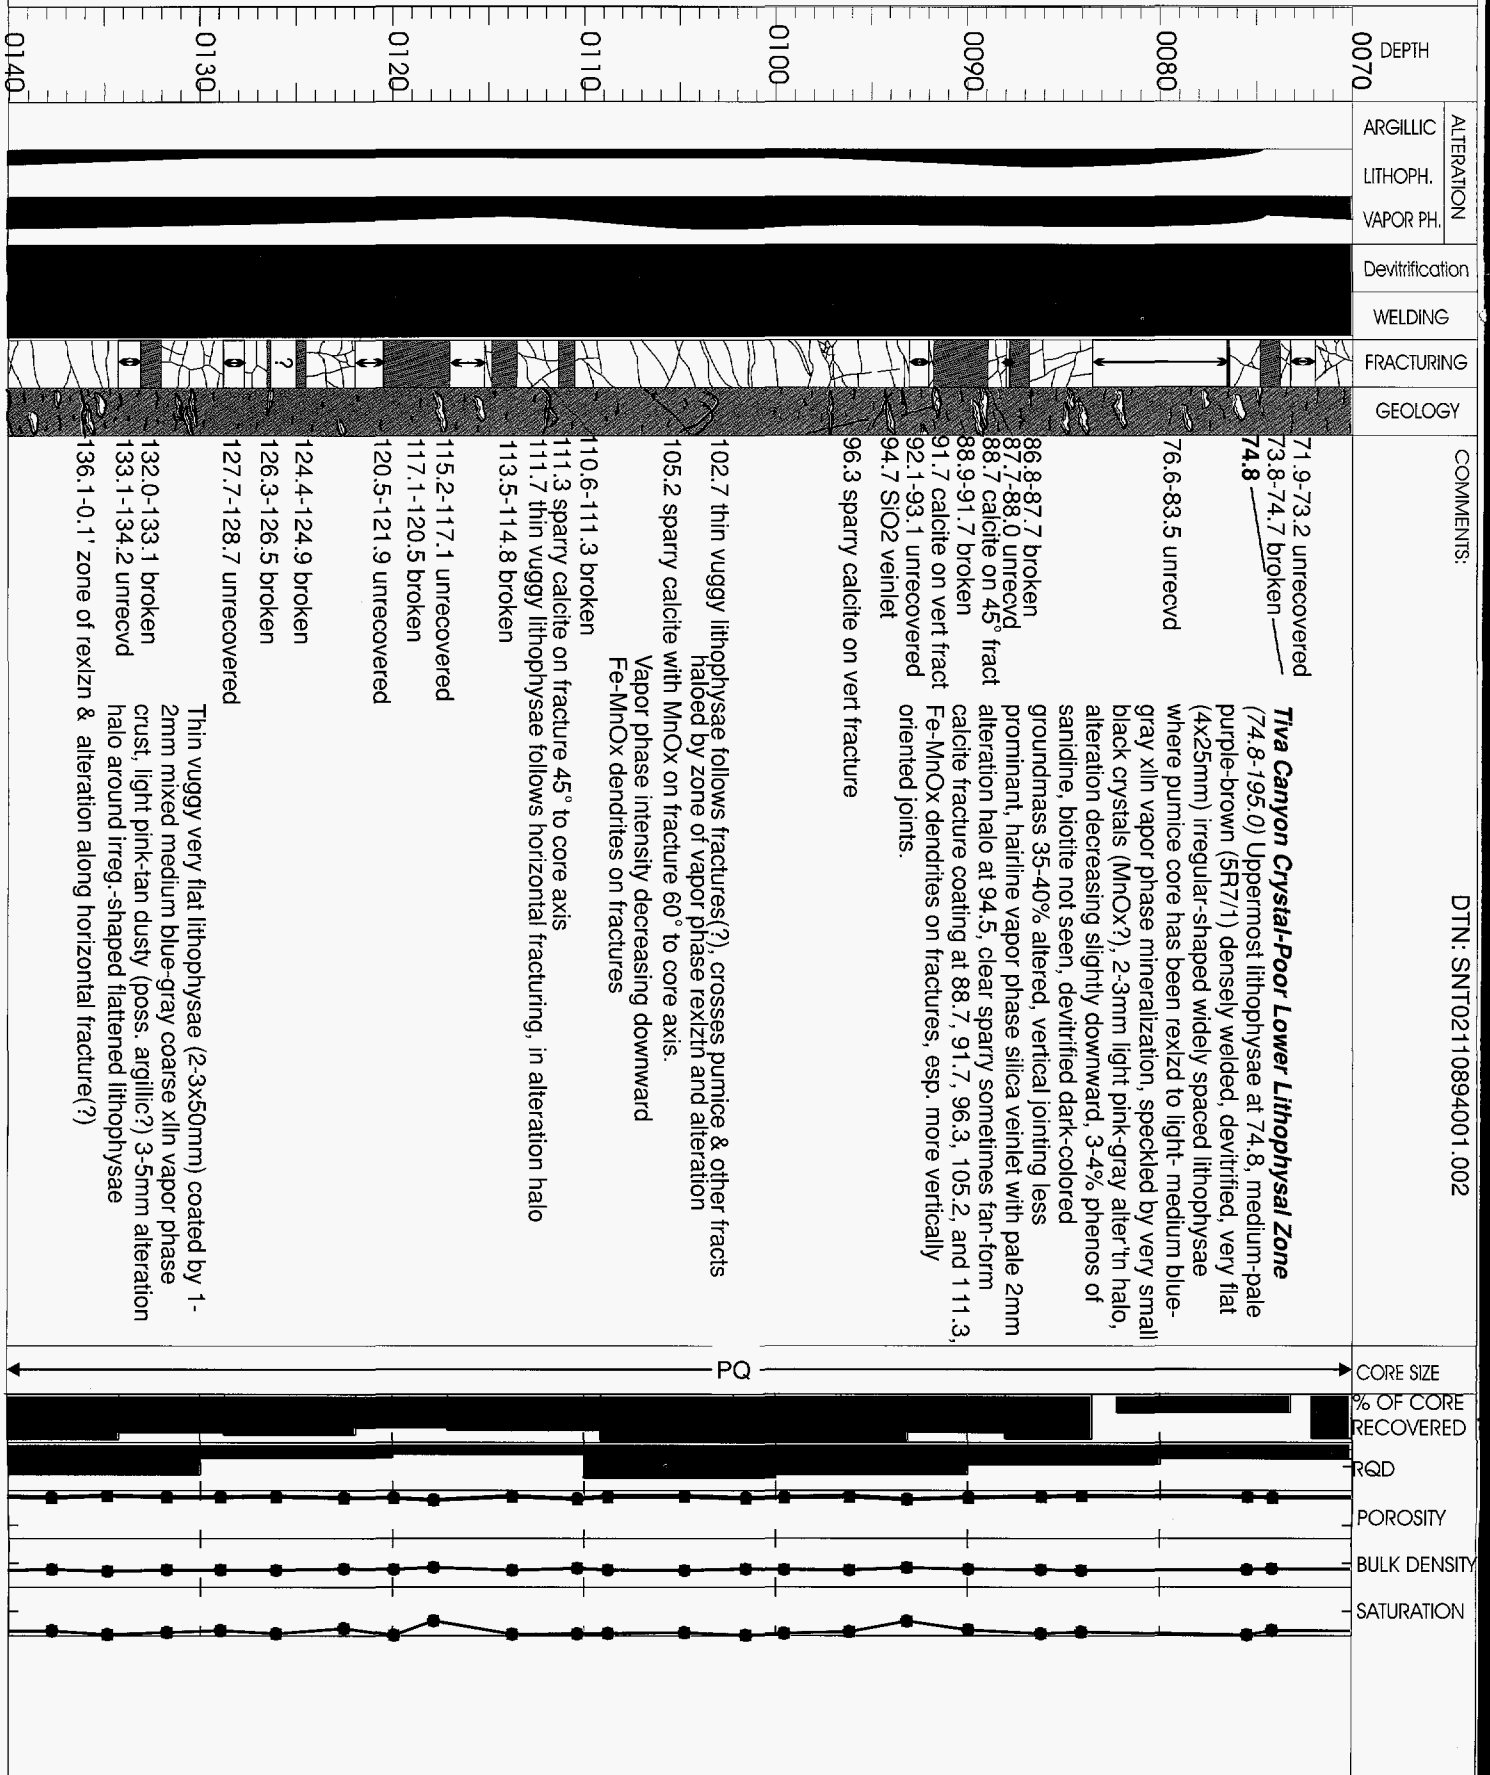 DTN: SNT02110894001.002
DEPTH
ALTERATION
ARGILLIC
LITHOPH.
VAPOR PH.
Devitrification
WELDING
FRACTURING
GEOLOGY
COMMENTS:
CORE SIZE
% OF CORE
RECOVERED
RQD
POROSITY
BULK DENSITY
SATURATION
0070
0080
0090
0100
0110
0120
0130
0140
?
71.9-73.2 unrecovered
73.8-74.7 broken
74.8
76.6-83.5 unrecvd
86.8-87.7 broken
87.7-88.0 unrecvd
88.7 calcite on 45° fract
88.9-91.7 broken
91.7 calcite on vert fract
92.1-93.1 unrecovered
94.7 SiO2 veinlet
96.3 sparry calcite on vert fracture
Tiva Canyon Crystal-Poor Lower Lithophysal Zone
(74.8-195.0) Uppermost lithophysae at 74.8, medium-pale
purple-brown (5R7/1) densely welded, devitrified, very flat
(4x25mm) irregular-shaped widely spaced lithophysae
where pumice core has been rexlzd to light- medium blue-
gray xlln vapor phase mineralization, speckled by very small
black crystals (MnOx?), 2-3mm light pink-gray alter'tn halo,
alteration decreasing slightly downward, 3-4% phenos of
sanidine, biotite not seen, devitrified dark-colored
groundmass 35-40% altered, vertical jointing less
prominant, hairline vapor phase silica veinlet with pale 2mm
alteration halo at 94.5, clear sparry sometimes fan-form
calcite fracture coating at 88.7, 91.7, 96.3, 105.2, and 111.3,
Fe-MnOx dendrites on fractures, esp. more vertically
oriented joints.
102.7 thin vuggy lithophysae follows fractures(?), crosses pumice & other fracts
haloed by zone of vapor phase rexlztn and alteration
105.2 sparry calcite with MnOx on fracture 60° to core axis.
Vapor phase intensity decreasing downward
Fe-MnOx dendrites on fractures
110.6-111.3 broken
111.3 sparry calcite on fracture 45° to core axis
111.7 thin vuggy lithophysae follows horizontal fracturing, in alteration halo
113.5-114.8 broken
115.2-117.1 unrecovered
117.1-120.5 broken
120.5-121.9 unrecovered
124.4-124.9 broken
126.3-126.5 broken
127.7-128.7 unrecovered
Thin vuggy very flat lithophysae (2-3x50mm) coated by 1-
2mm mixed medium blue-gray coarse xlln vapor phase
crust, light pink-tan dusty (poss. argillic?) 3-5mm alteration
halo around irreg.-shaped flattened lithophysae
132.0-133.1 broken
133.1-134.2 unrecvd
136.1-0.1' zone of rexlzn & alteration along horizontal fracture(?)
PQ